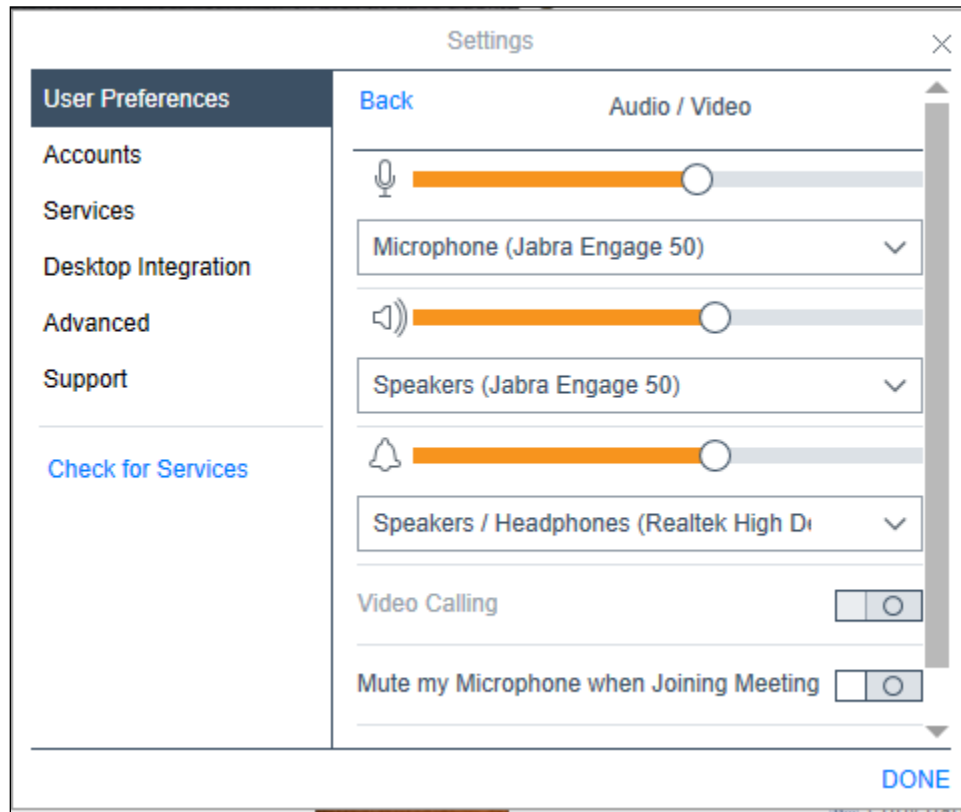 Settings
User Preferences
Accounts
Services
Desktop Integration
Advanced
Support
Check for Services
Back
Audio / Video
Microphone (Jabra Engage 50)
Speakers (Jabra Engage 50)
Speakers / Headphones (Realtek High D
Video Calling
Mute my Microphone when Joining Meeting
DONE